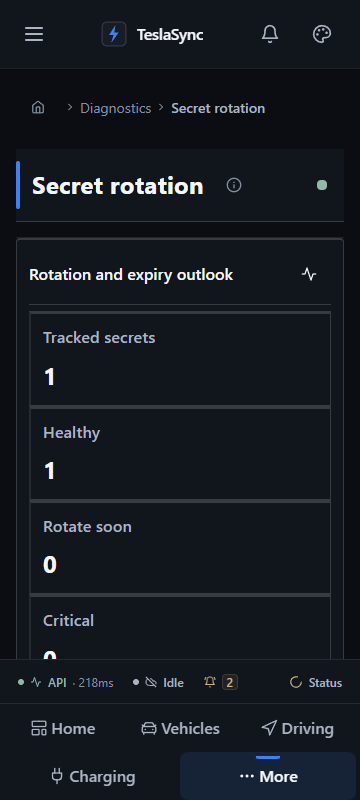 TeslaSync
Diagnostics Secret rotation
Secret rotation
Rotation and expiry outlook
Tracked secrets
1
Healthy
1
Rotate soon
0
Critical
0
API · 218ms Idle 2 Status
Home Vehicles Driving
Charging More